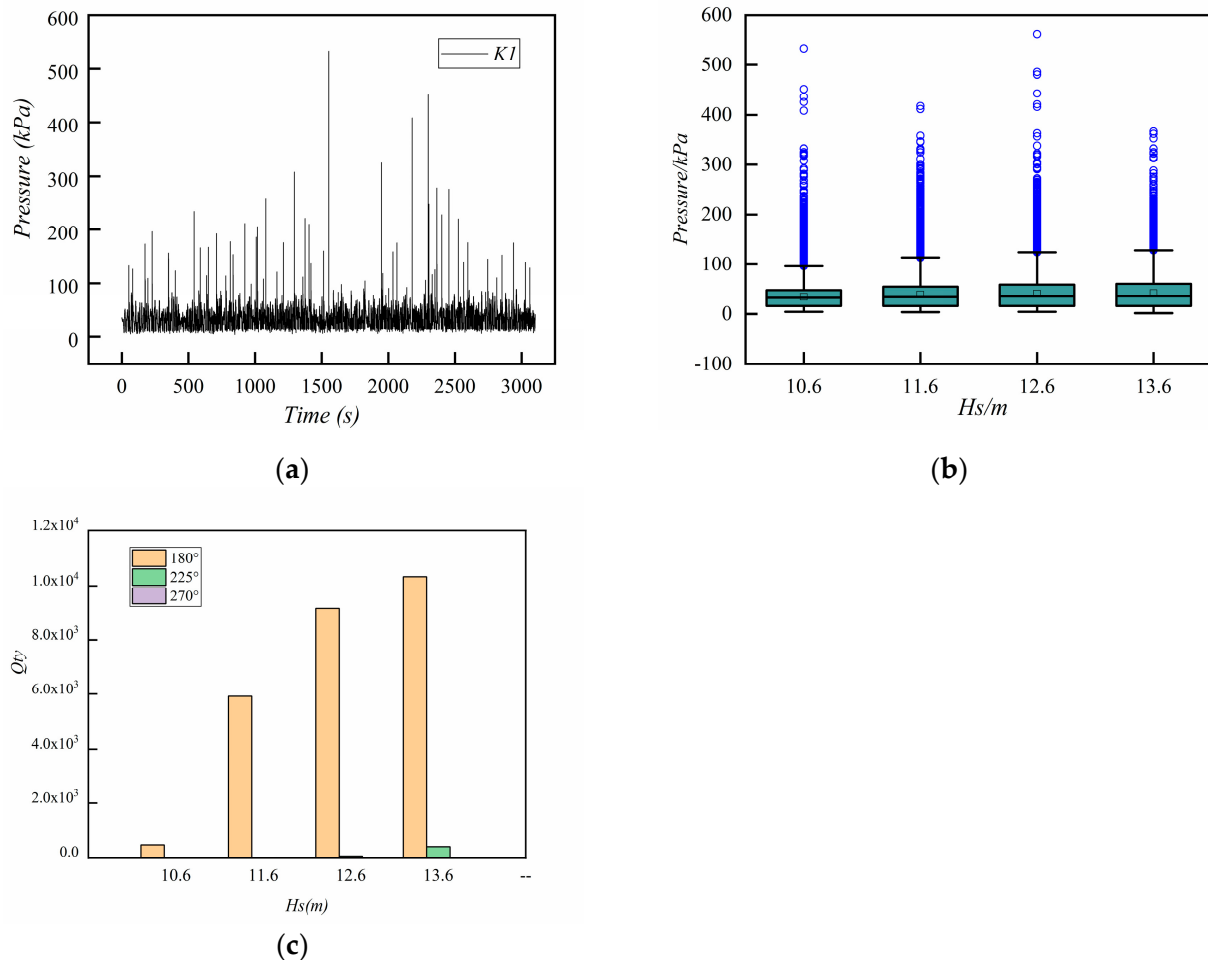 600
500
400
300
200
100
0
Pressure (kPa)
K1
0 500 1000 1500 2000 2500 3000
Time (s)
(a)
600
500
400
300
200
100
0
-100
Pressure/kPa
10.6 11.6 12.6 13.6
Hs/m
(b)
1.2x10⁴
1.0x10⁴
8.0x10³
6.0x10³
4.0x10³
2.0x10³
0.0
Qty
180°
225°
270°
10.6 11.6 12.6 13.6 --
Hs(m)
(c)